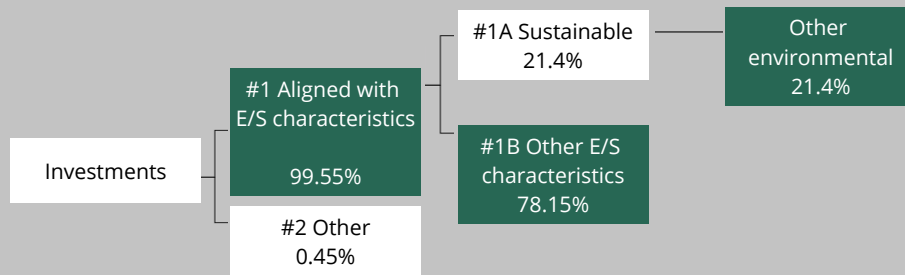 Investments
#1 Aligned with
E/S characteristics
99.55%
#2 Other
0.45%
#1A Sustainable
21.4%
#1B Other E/S
characteristics
78.15%
Other
environmental
21.4%